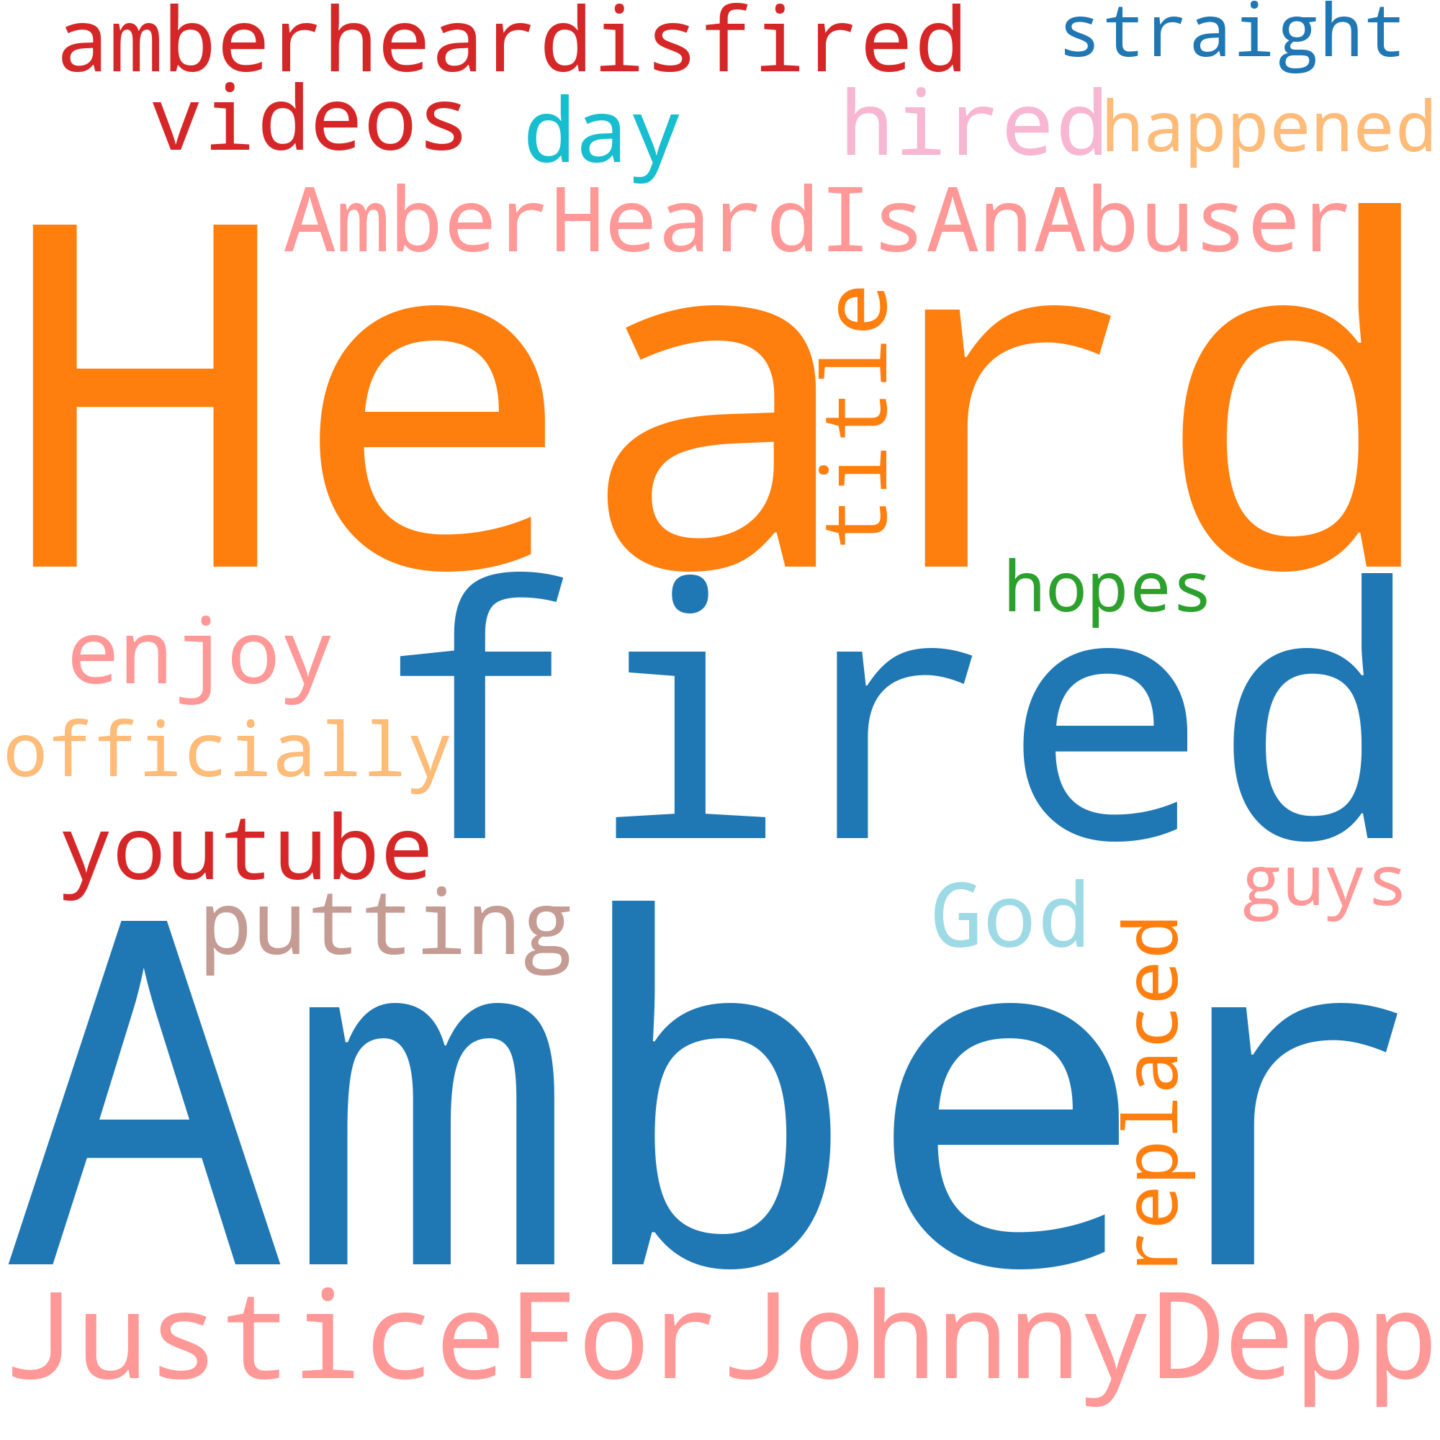 amberheardisfired straight
videos day hired happened
AmberHeardIsAnAbuser
Heard
title
fired
hopes
enjoy
officially
youtube
guys
putting God
Amber
replaced
JusticeForJohnnyDepp